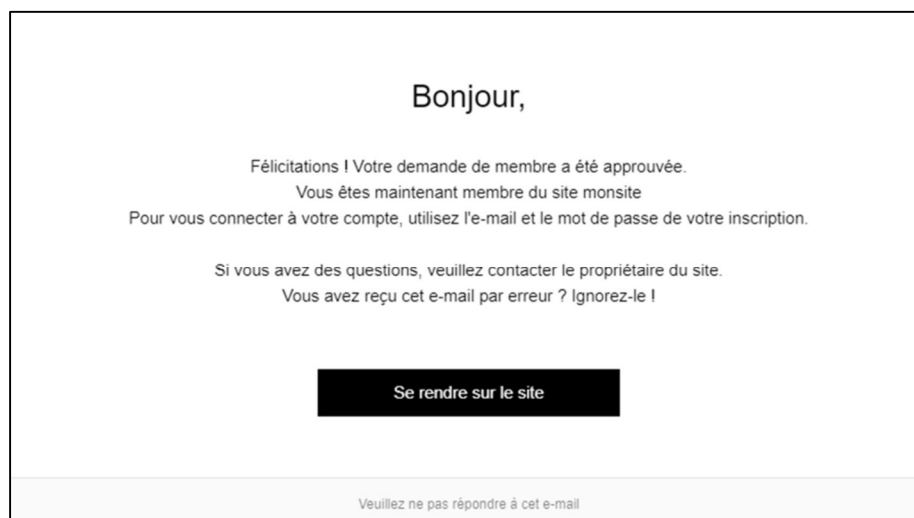 Bonjour,
Félicitations ! Votre demande de membre a été approuvée.
Vous êtes maintenant membre du site monsite
Pour vous connecter à votre compte, utilisez l'e-mail et le mot de passe de votre inscription.
Si vous avez des questions, veuillez contacter le propriétaire du site.
Vous avez reçu cet e-mail par erreur ? Ignorez-le !
Se rendre sur le site
Veuillez ne pas répondre à cet e-mail